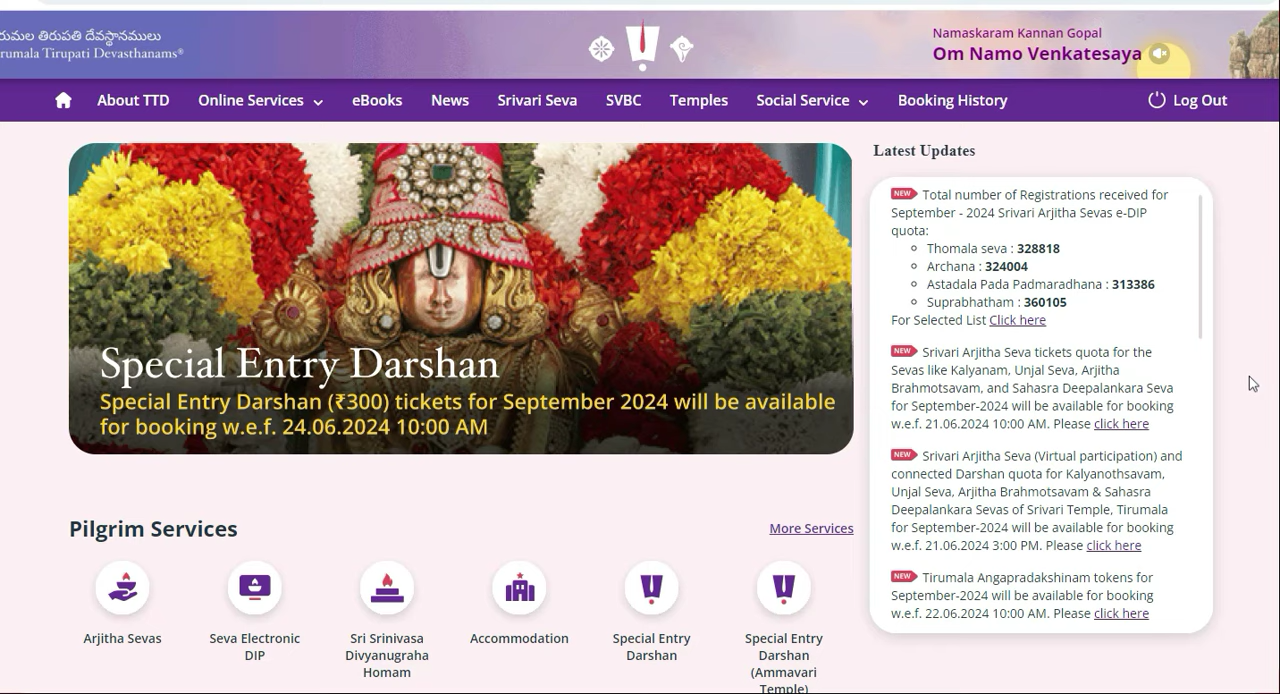 రుమల తిరుపతి దేవస్థానములు
rumala Tirupati Devasthanams®
Namaskaram Kannan Gopal
Om Namo Venkatesaya
About TTD
Online Services
eBooks
News
Srivari Seva
SVBC
Temples
Social Service
Booking History
Log Out
Special Entry Darshan
Special Entry Darshan (₹300) tickets for September 2024 will be available
for booking w.e.f. 24.06.2024 10:00 AM
Latest Updates
NEW Total number of Registrations received for
September - 2024 Srivari Arjitha Sevas e-DIP
quota:
Thomala seva : 328818
Archana : 324004
Astadala Pada Padmaradhana : 313386
Suprabhatham : 360105
For Selected List Click here
NEW Srivari Arjitha Seva tickets quota for the
Sevas like Kalyanam, Unjal Seva, Arjitha
Brahmotsavam, and Sahasra Deepalankara Seva
for September-2024 will be available for booking
w.e.f. 21.06.2024 10:00 AM. Please click here
NEW Srivari Arjitha Seva (Virtual participation) and
connected Darshan quota for Kalyanothsavam,
Unjal Seva, Arjitha Brahmotsavam & Sahasra
Deepalankara Sevas of Srivari Temple, Tirumala
for September-2024 will be available for booking
w.e.f. 21.06.2024 3:00 PM. Please click here
NEW Tirumala Angapradakshinam tokens for
September-2024 will be available for booking
w.e.f. 22.06.2024 10:00 AM. Please click here
Pilgrim Services
More Services
Arjitha Sevas
Seva Electronic
DIP
Sri Srinivasa
Divyanugraha
Homam
Accommodation
Special Entry
Darshan
Special Entry
Darshan
(Ammavari
Temple)